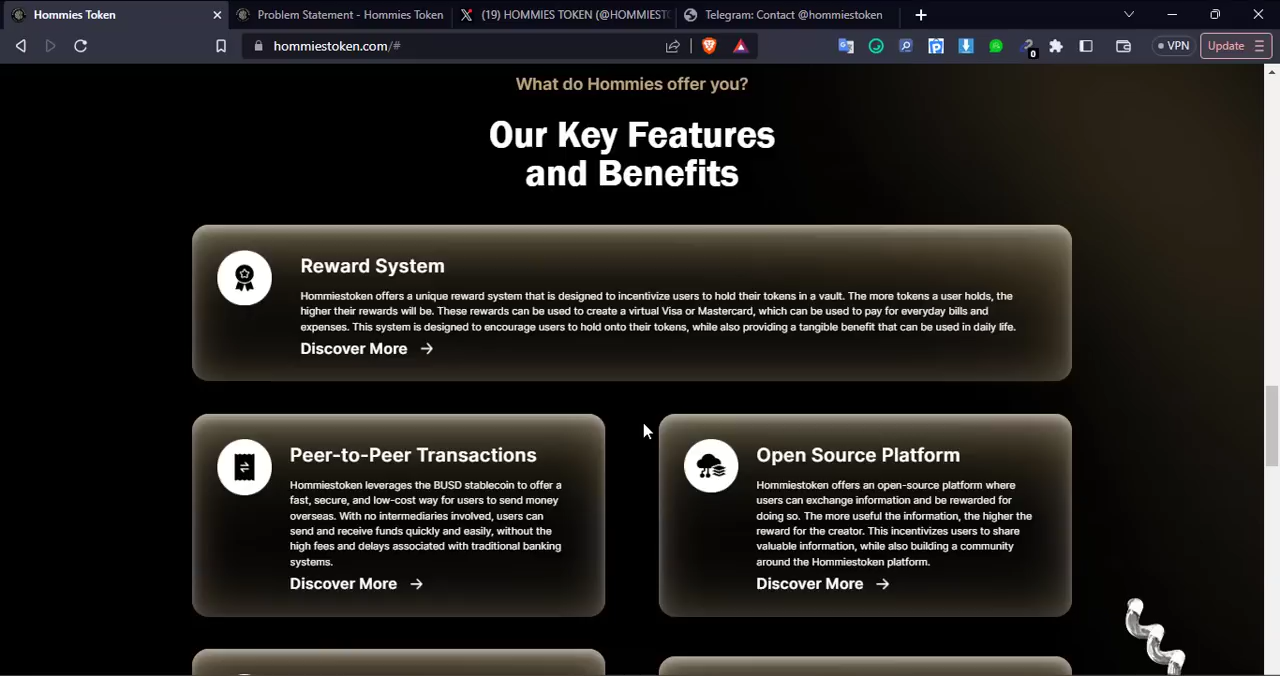 Hommies Token
Problem Statement - Hommies Token
(19) HOMMIES TOKEN (@HOMMIEST
Telegram: Contact @hommiestoken
hommiestoken.com/#
0
VPN
Update
What do Hommies offer you?
Our Key Features
and Benefits
Reward System
Hommiestoken offers a unique reward system that is designed to incentivize users to hold their tokens in a vault. The more tokens a user holds, the
higher their rewards will be. These rewards can be used to create a virtual Visa or Mastercard, which can be used to pay for everyday bills and
expenses. This system is designed to encourage users to hold onto their tokens, while also providing a tangible benefit that can be used in daily life.
Discover More
Peer-to-Peer Transactions
Hommiestoken leverages the BUSD stablecoin to offer a
fast, secure, and low-cost way for users to send money
overseas. With no intermediaries involved, users can
send and receive funds quickly and easily, without the
high fees and delays associated with traditional banking
systems.
Discover More
Open Source Platform
Hommiestoken offers an open-source platform where
users can exchange information and be rewarded for
doing so. The more useful the information, the higher the
reward for the creator. This incentivizes users to share
valuable information, while also building a community
around the Hommiestoken platform.
Discover More